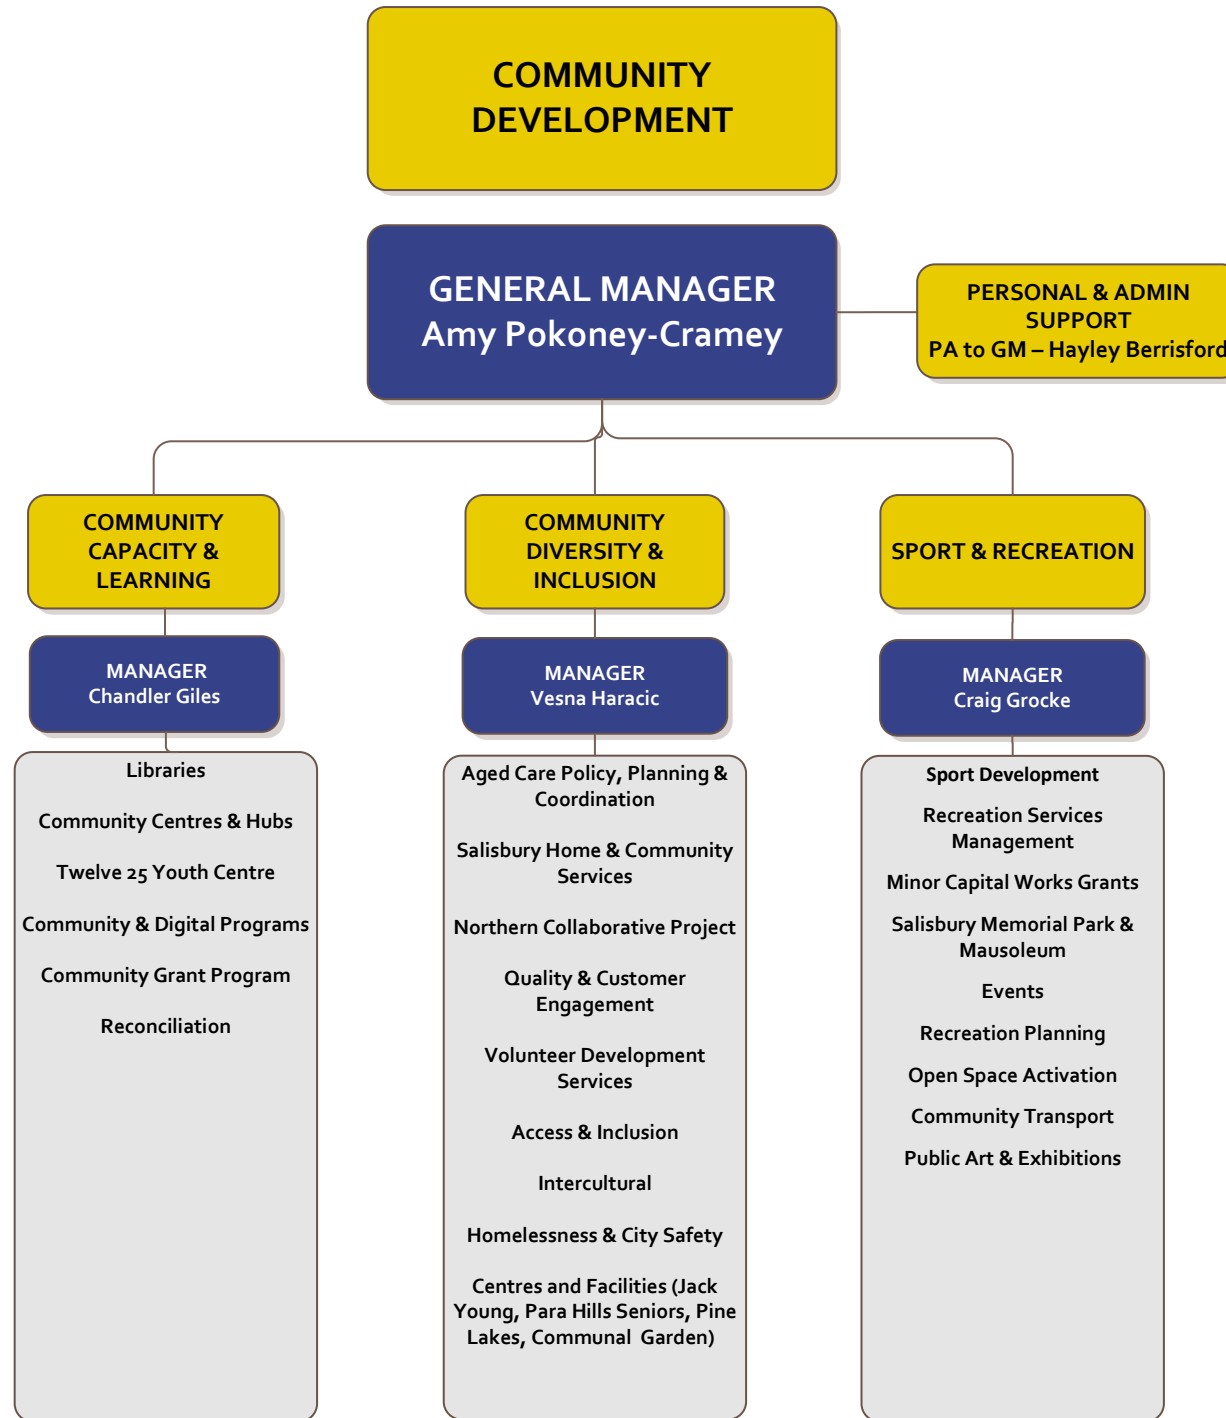 COMMUNITY
DEVELOPMENT
GENERAL MANAGER
Amy Pokoney-Cramey
PERSONAL & ADMIN
SUPPORT
PA to GM – Hayley Berrisford
COMMUNITY
CAPACITY &
LEARNING
MANAGER
Chandler Giles
Libraries
Community Centres & Hubs
Twelve 25 Youth Centre
Community & Digital Programs
Community Grant Program
Reconciliation
COMMUNITY
DIVERSITY &
INCLUSION
MANAGER
Vesna Haracic
Aged Care Policy, Planning &
Coordination
Salisbury Home & Community
Services
Northern Collaborative Project
Quality & Customer
Engagement
Volunteer Development
Services
Access & Inclusion
Intercultural
Homelessness & City Safety
Centres and Facilities (Jack
Young, Para Hills Seniors, Pine
Lakes, Communal Garden)
SPORT & RECREATION
MANAGER
Craig Grocke
Sport Development
Recreation Services
Management
Minor Capital Works Grants
Salisbury Memorial Park &
Mausoleum
Events
Recreation Planning
Open Space Activation
Community Transport
Public Art & Exhibitions